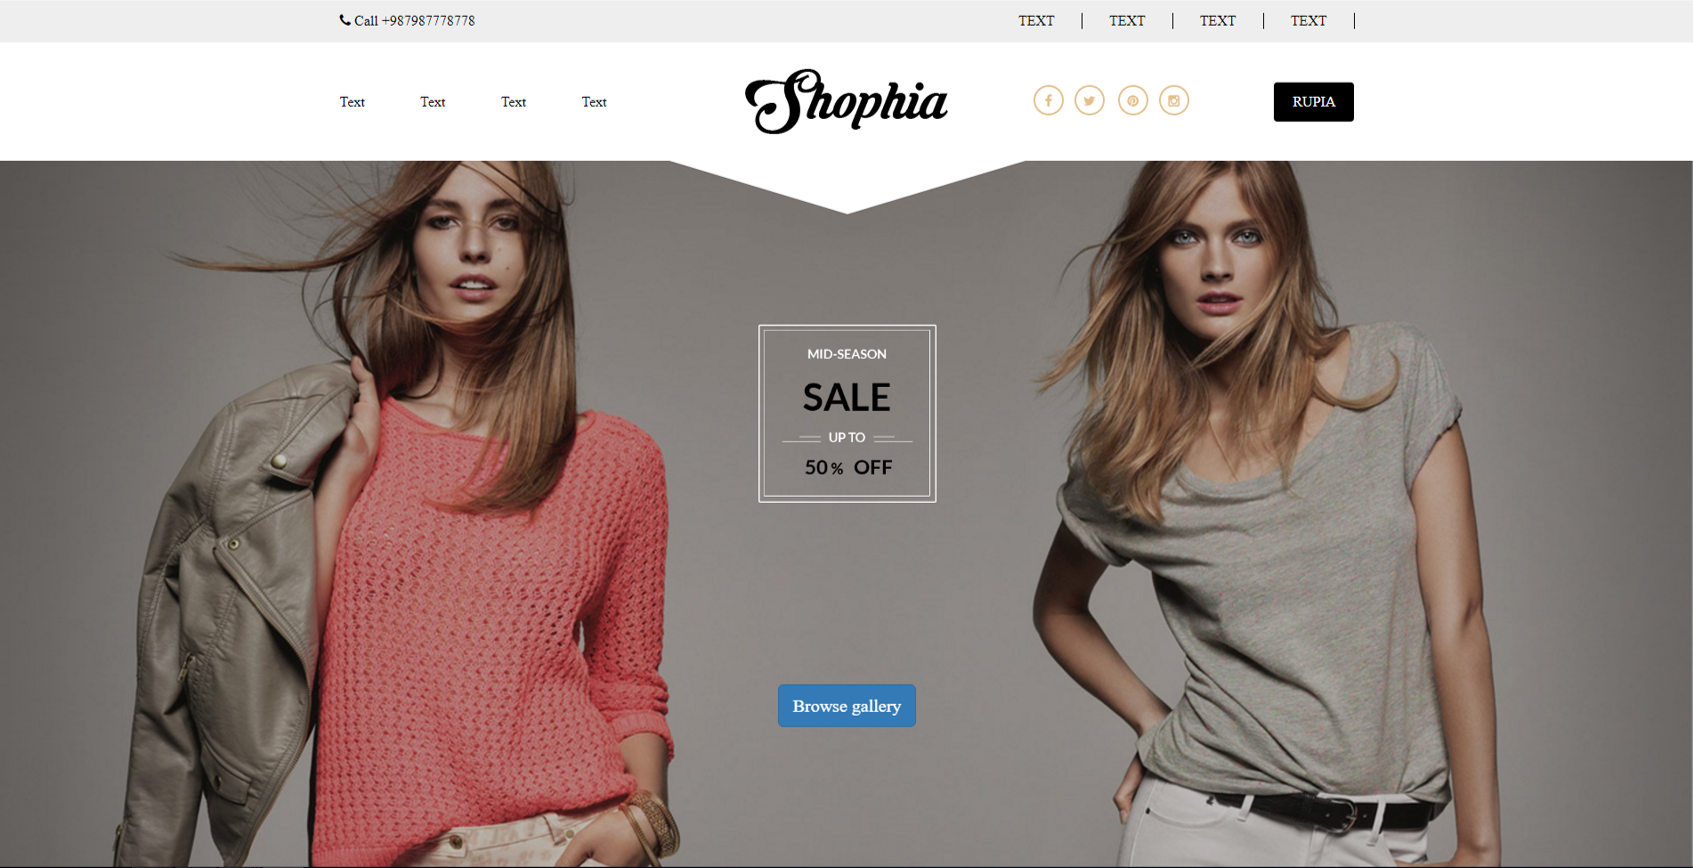 Call +987987778778
TEXT TEXT TEXT TEXT
Text Text Text Text
Shophia
RUPIA
MID-SEASON
SALE
UP TO
50% OFF
Browse gallery